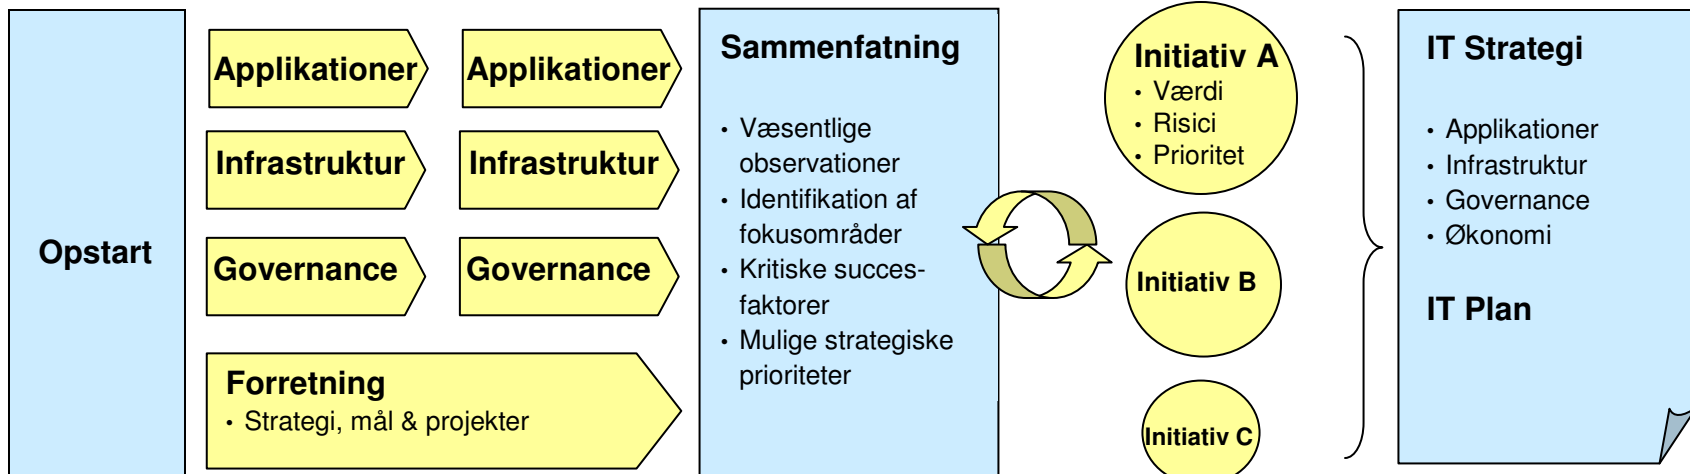 Opstart
Applikationer
Applikationer
Infrastruktur
Infrastruktur
Governance
Governance
Forretning
• Strategi, mål & projekter
Sammenfatning
• Væsentlige
observationer
• Identifikation af
fokusområder
• Kritiske succes-
faktorer
• Mulige strategiske
prioriteter
Initiativ A
• Værdi
• Risici
• Prioritet
Initiativ B
Initiativ C
IT Strategi
• Applikationer
• Infrastruktur
• Governance
• Økonomi
IT Plan